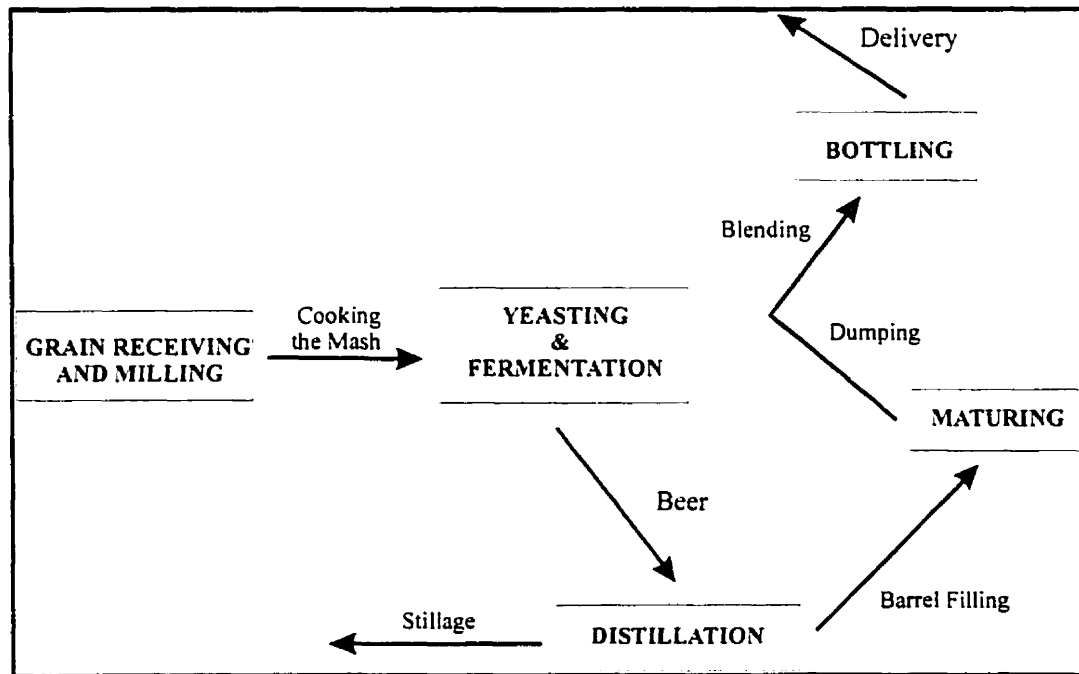 Delivery
BOTTLING
Blending
Cooking
the Mash
YEASTING
&
FERMENTATION
Dumping
GRAIN RECEIVING
AND MILLING
MATURING
Beer
Barrel Filling
Stillage
DISTILLATION